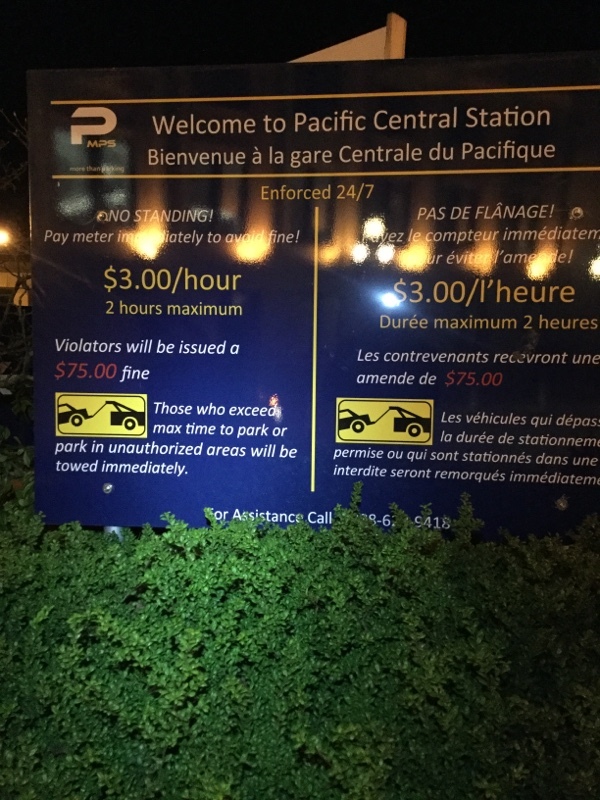 P
MPS
more than parking
Welcome to Pacific Central Station
Bienvenue à la gare Centrale du Pacifique
Enforced 24/7
NO STANDING!
Pay meter immediately to avoid fine!
$3.00/hour
2 hours maximum
Violators will be issued a
$75.00 fine
Those who exceed
max time to park or
park in unauthorized areas will be
towed immediately.
PAS DE FLÂNAGE!
le compteur
éviter l'amende!
$3.00/l'heure
Durée maximum 2 heures
Les contrevenants recevront une
amende de $75.00
Les véhicules qui
la durée de
permise ou qui sont stationnés dans une
interdite seront remorqués
For Assistance Call 9418